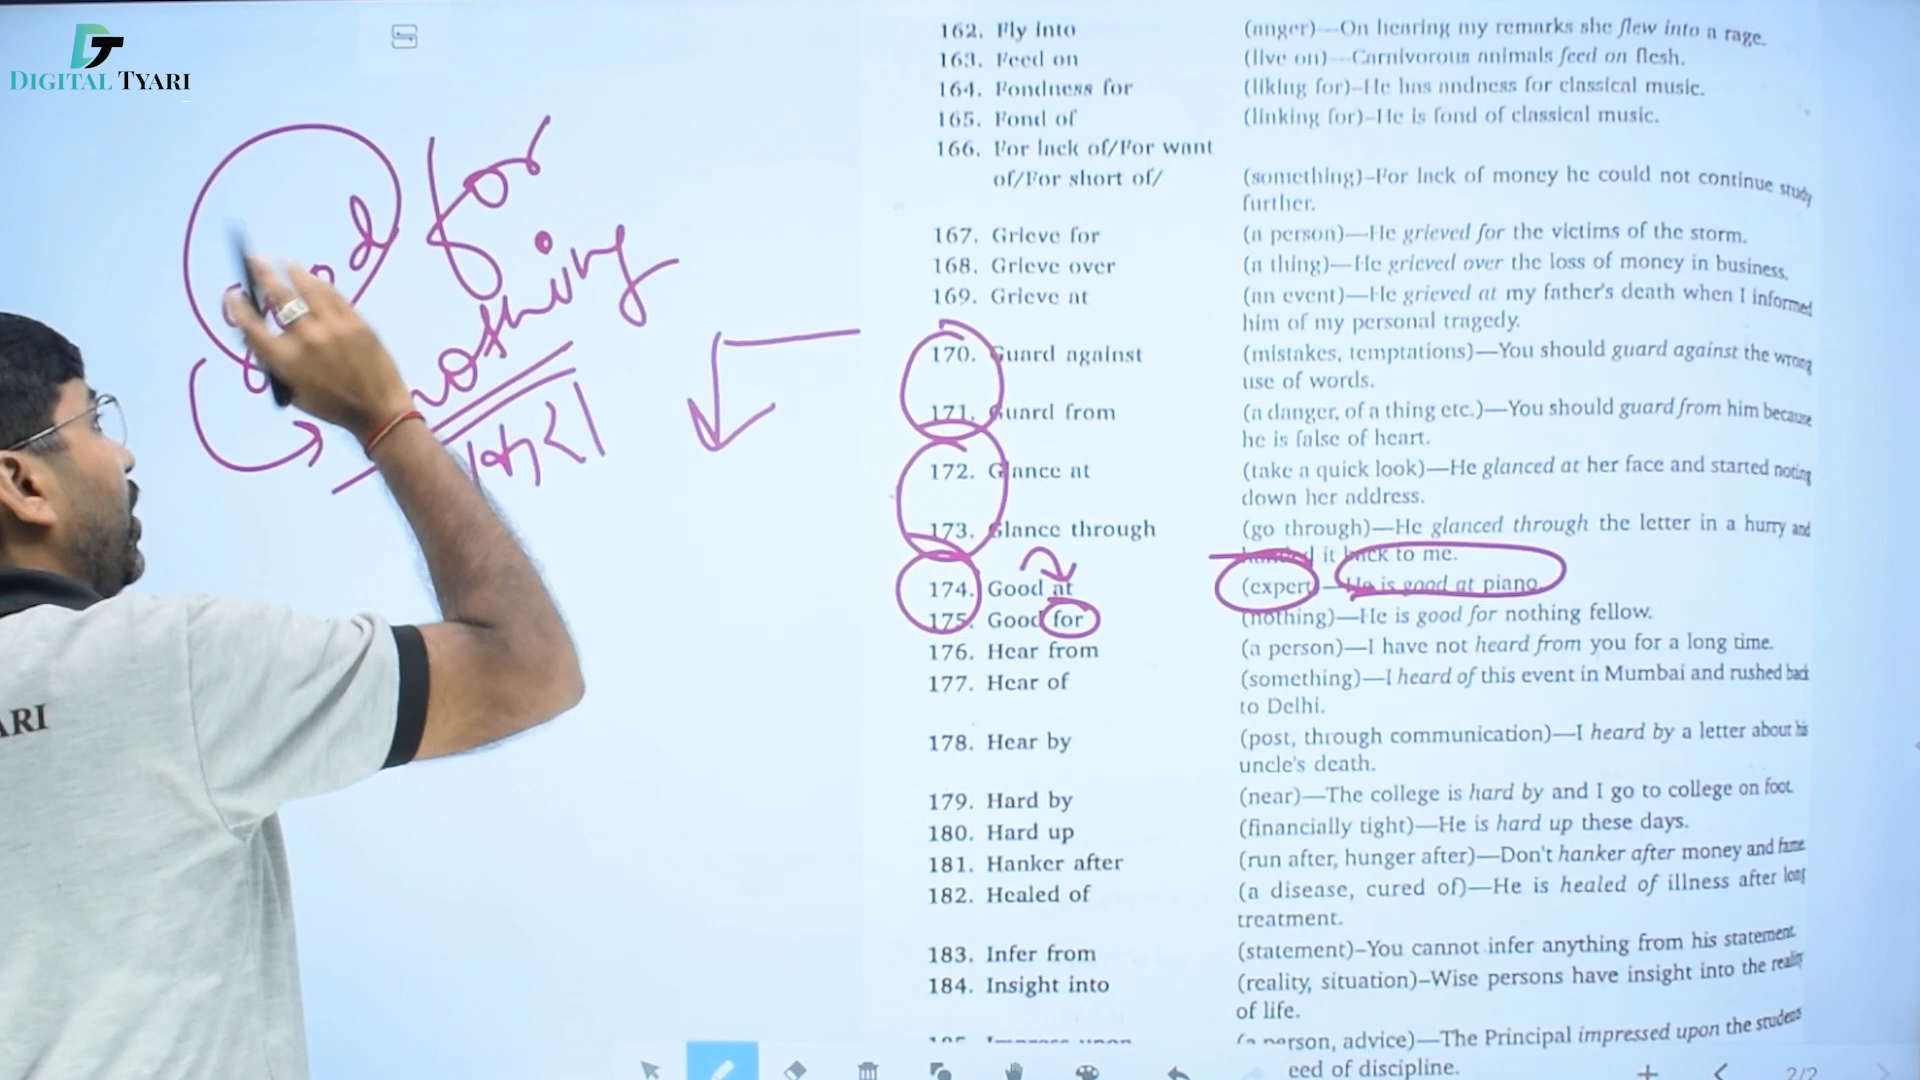 DIGITAL TYARI
Good for
nothing
ARI
162. Fly into (anger)—On hearing my remarks she flew into a rage.
163. Feed on (live on)—Carnivorous animals feed on flesh.
164. Fondness for (liking for)–He has andness for classical music.
165. Fond of (linking for)–He is fond of classical music.
166. For lack of/For want
of/For short of/ (something)–For lack of money he could not continue study
further.
167. Grieve for (a person)—He grieved for the victims of the storm.
168. Grieve over (a thing)—He grieved over the loss of money in business.
169. Grieve at (an event)—He grieved at my father's death when I informed
him of my personal tragedy.
170. Guard against (mistakes, temptations)—You should guard against the wrong
use of words.
171. Guard from (a danger, of a thing etc.)—You should guard from him because
he is false of heart.
172. Glance at (take a quick look)—He glanced at her face and started noting
down her address.
173. Glance through (go through)—He glanced through the letter in a hurry and
handed it back to me.
174. Good at (expert)—He is good at piano.
175. Good for (nothing)—He is good for nothing fellow.
176. Hear from (a person)—I have not heard from you for a long time.
177. Hear of (something)—I heard of this event in Mumbai and rushed back
to Delhi.
178. Hear by (post, through communication)—I heard by a letter about his
uncle's death.
179. Hard by (near)—The college is hard by and I go to college on foot.
180. Hard up (financially tight)—He is hard up these days.
181. Hanker after (run after, hunger after)—Don't hanker after money and fame.
182. Healed of (a disease, cured of)—He is healed of illness after long
treatment.
183. Infer from (statement)–You cannot infer anything from his statement.
184. Insight into (reality, situation)–Wise persons have insight into the reality
of life.
person, advice)—The Principal impressed upon the students
eed of discipline.
2/2